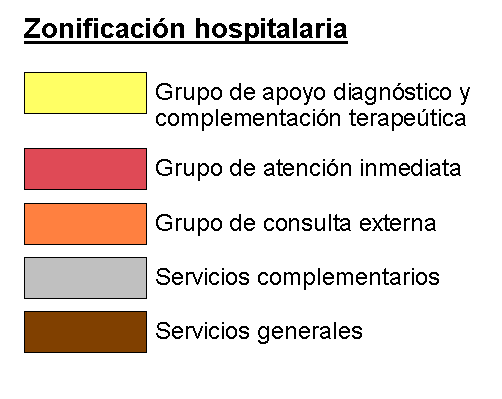 Zonificación hospitalaria
Grupo de apoyo diagnóstico y
complementación terapeútica
Grupo de atención inmediata
Grupo de consulta externa
Servicios complementarios
Servicios generales